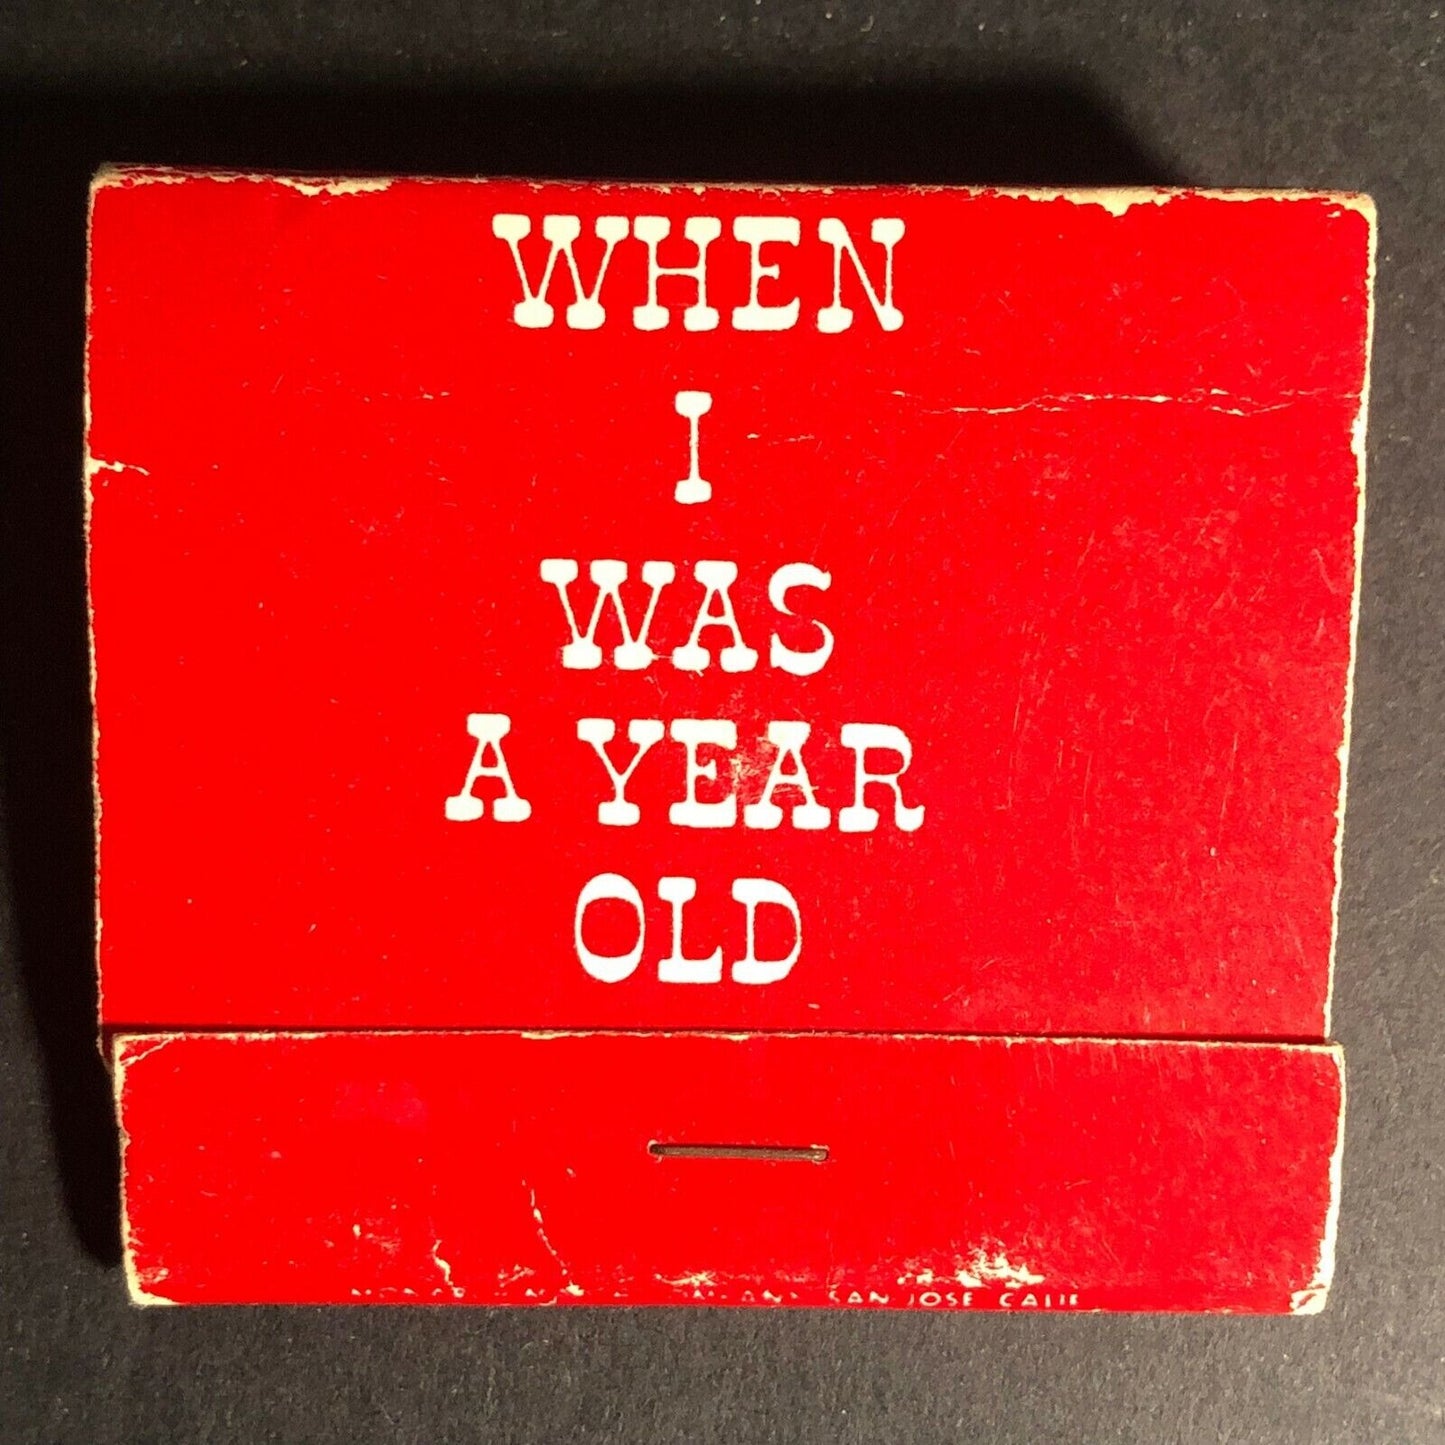 WHEN
I
WAS
A YEAR
OLD
SAN JOSE CALIF